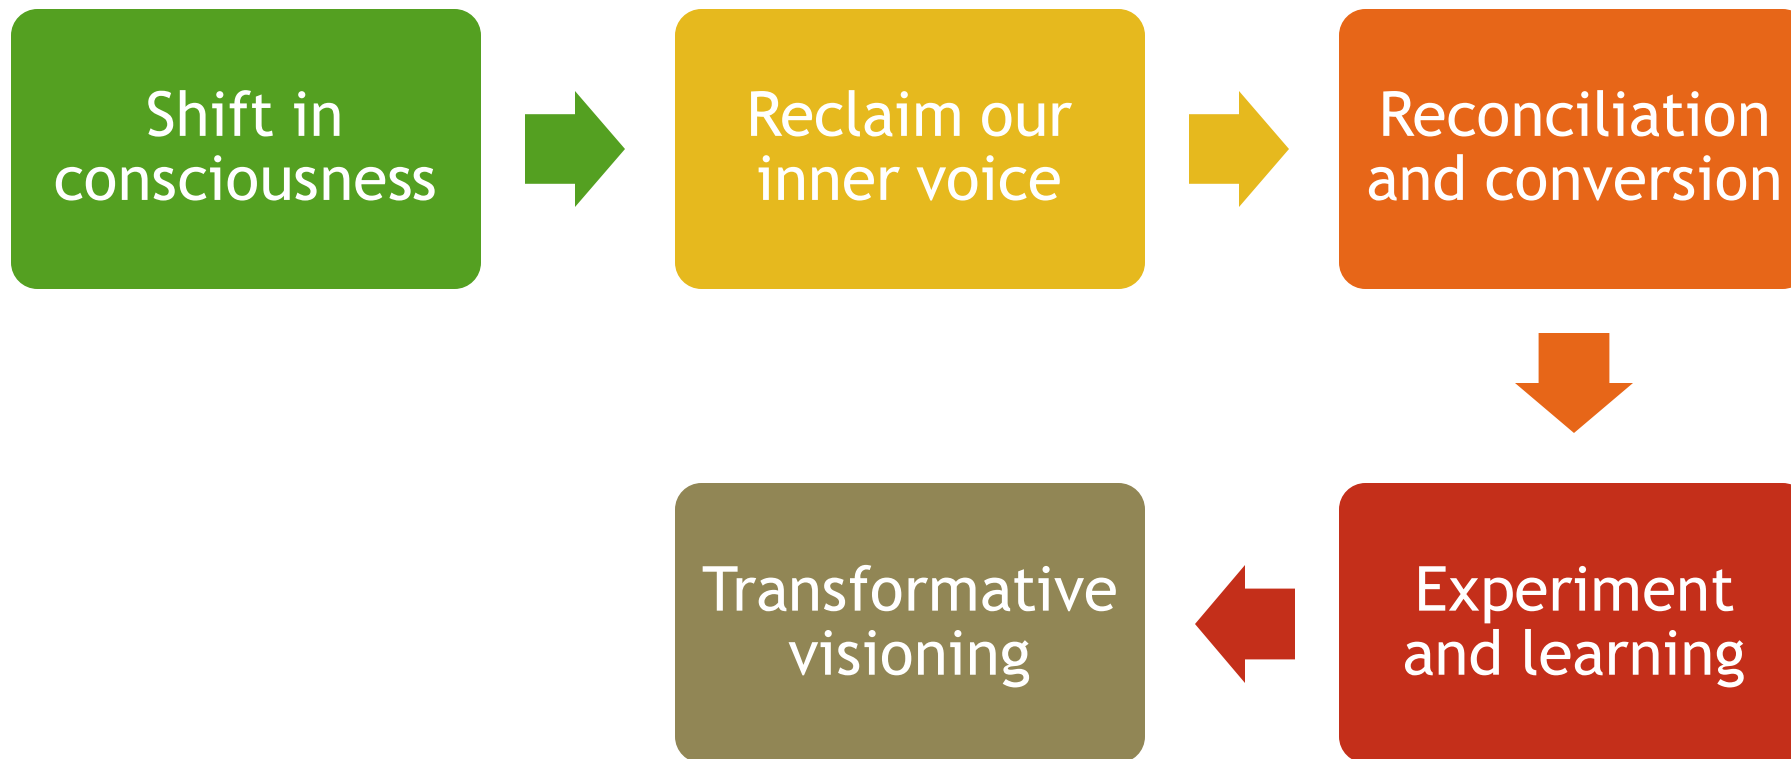 Shift in
consciousness
Reclaim our
inner voice
Reconciliation
and conversion
Experiment
and learning
Transformative
visioning